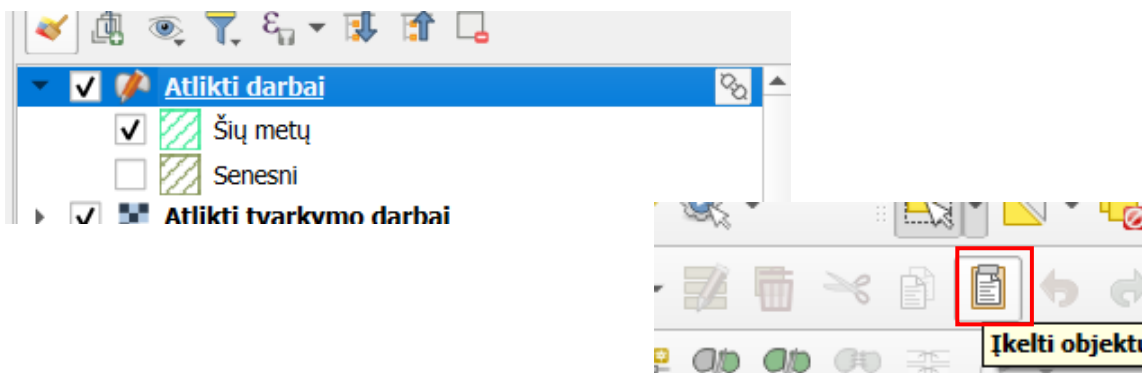 Atlikti darbai
Šių metų
Senesni
Atlikti tvarkymo darbai
Įkelti objektu